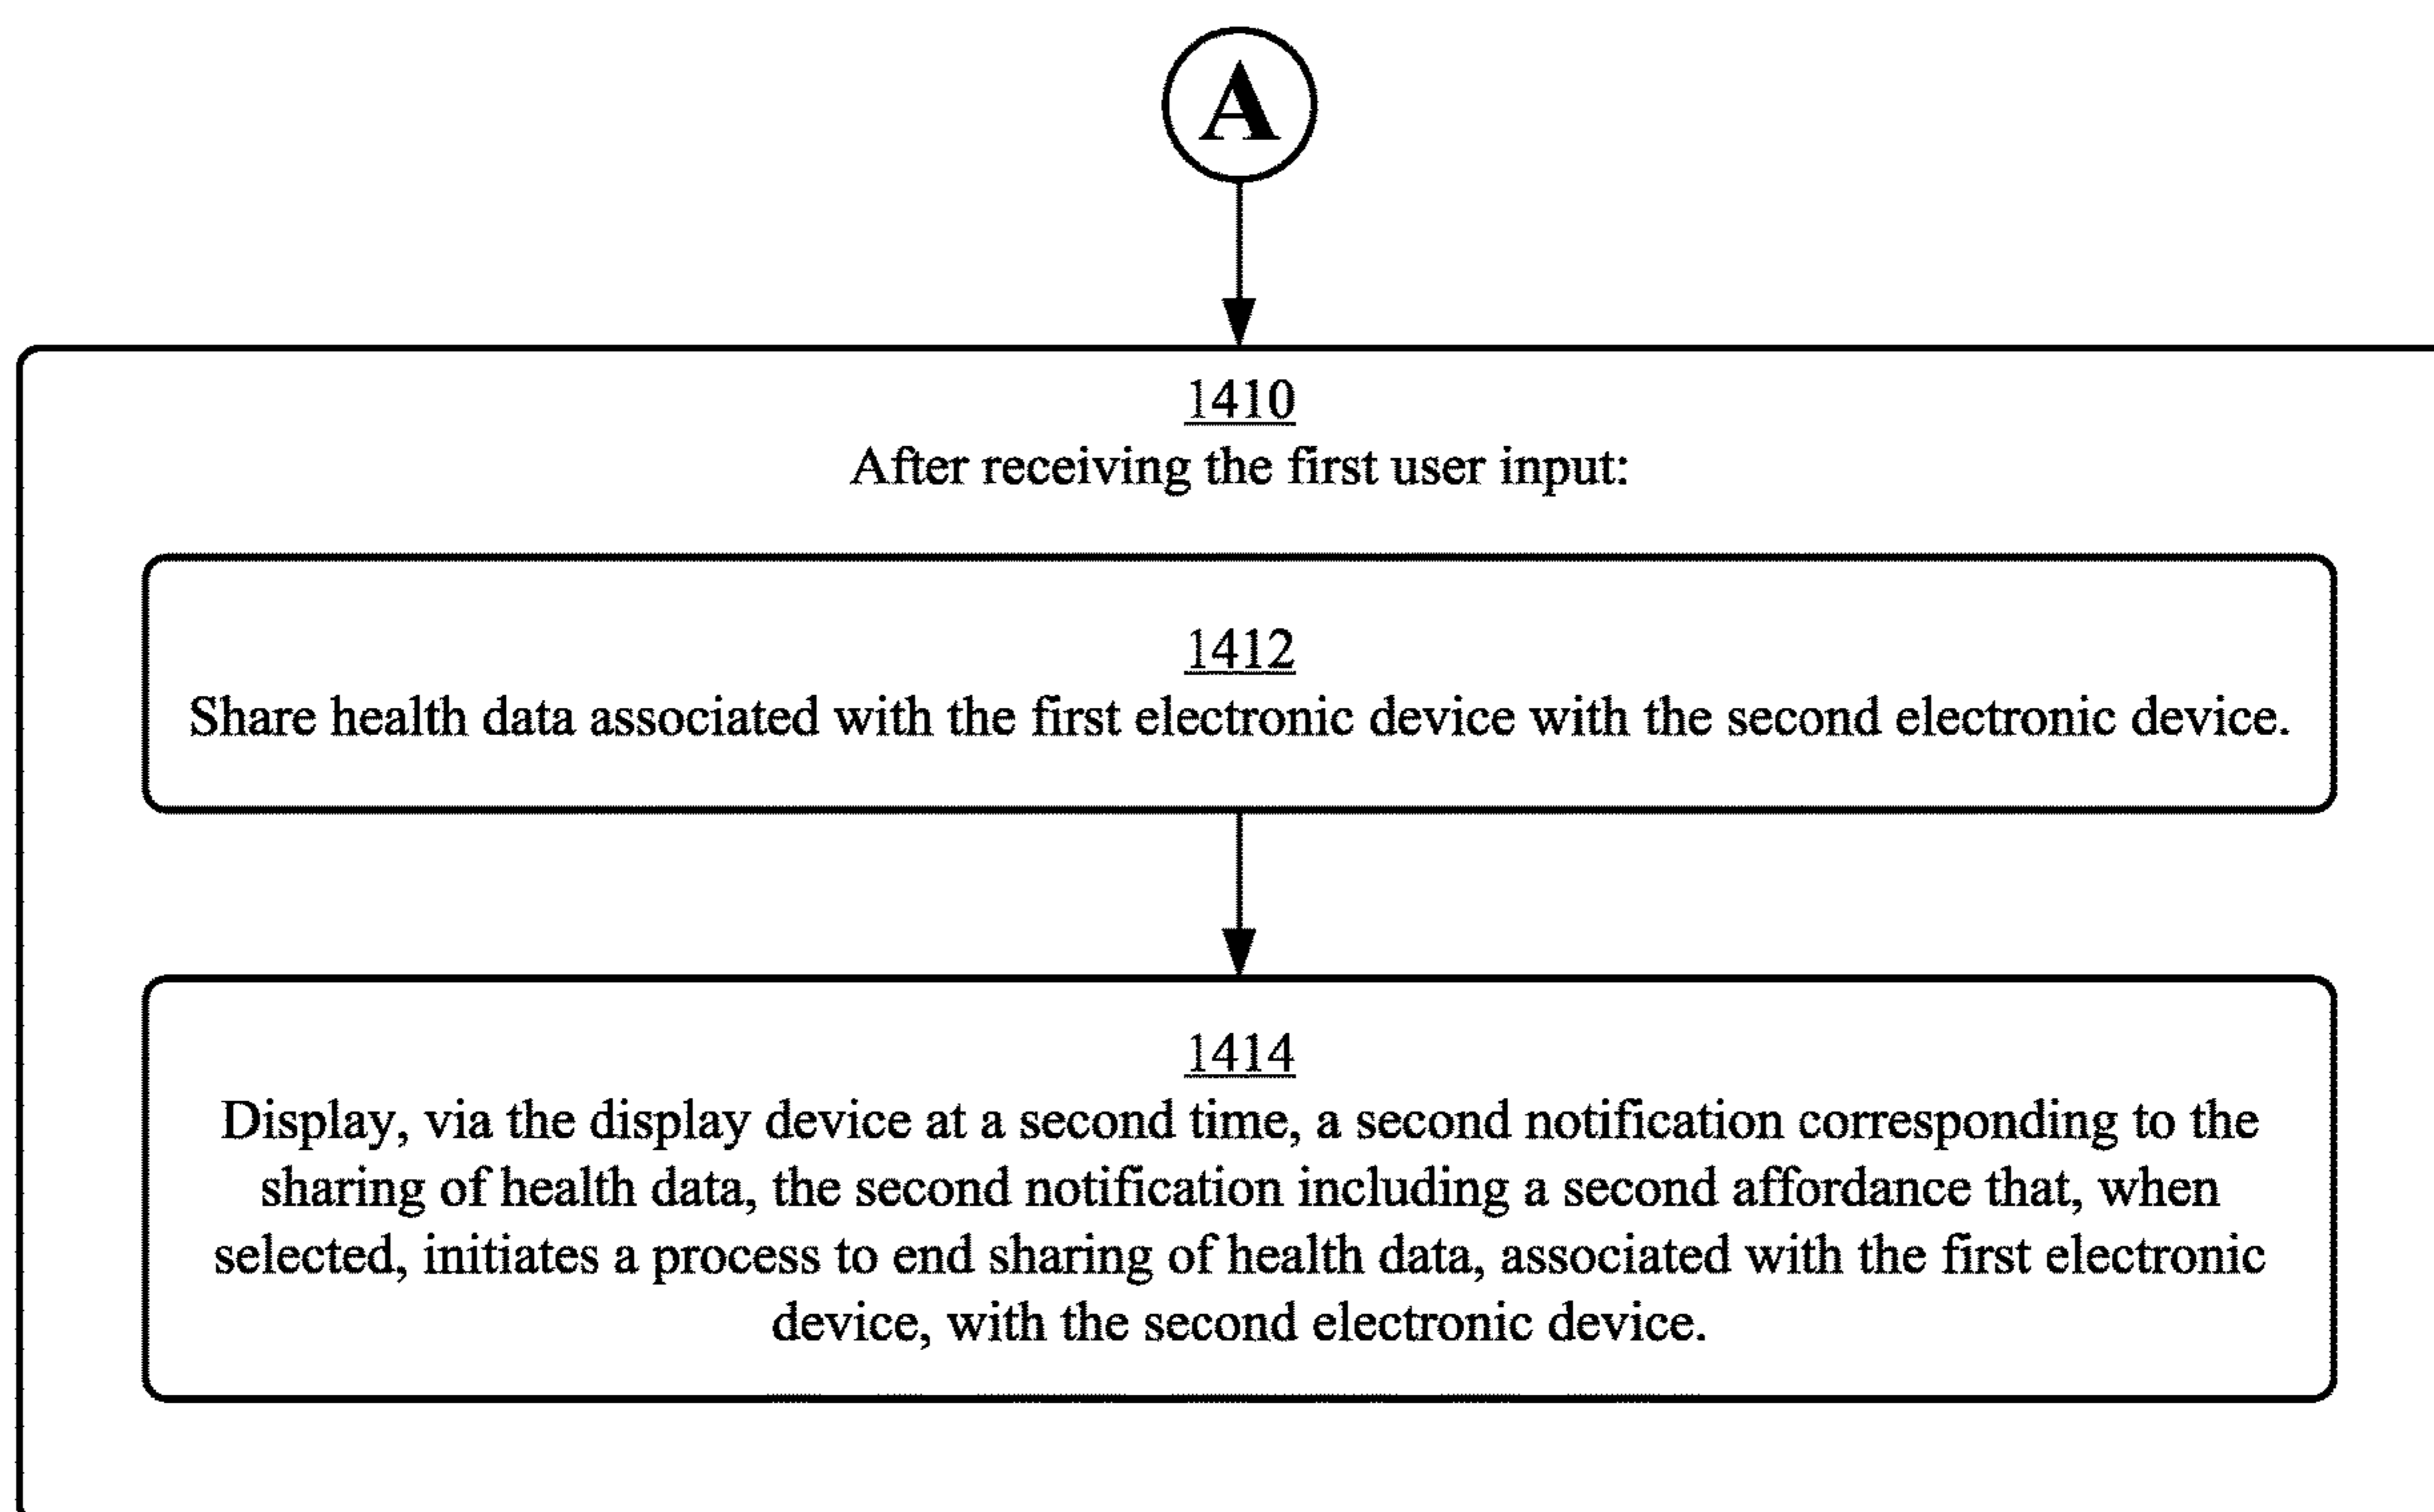 A
1410
After receiving the first user input:
1412
Share health data associated with the first electronic device with the second electronic device.
1414
Display, via the display device at a second time, a second notification corresponding to the
sharing of health data, the second notification including a second affordance that, when
selected, initiates a process to end sharing of health data, associated with the first electronic
device, with the second electronic device.